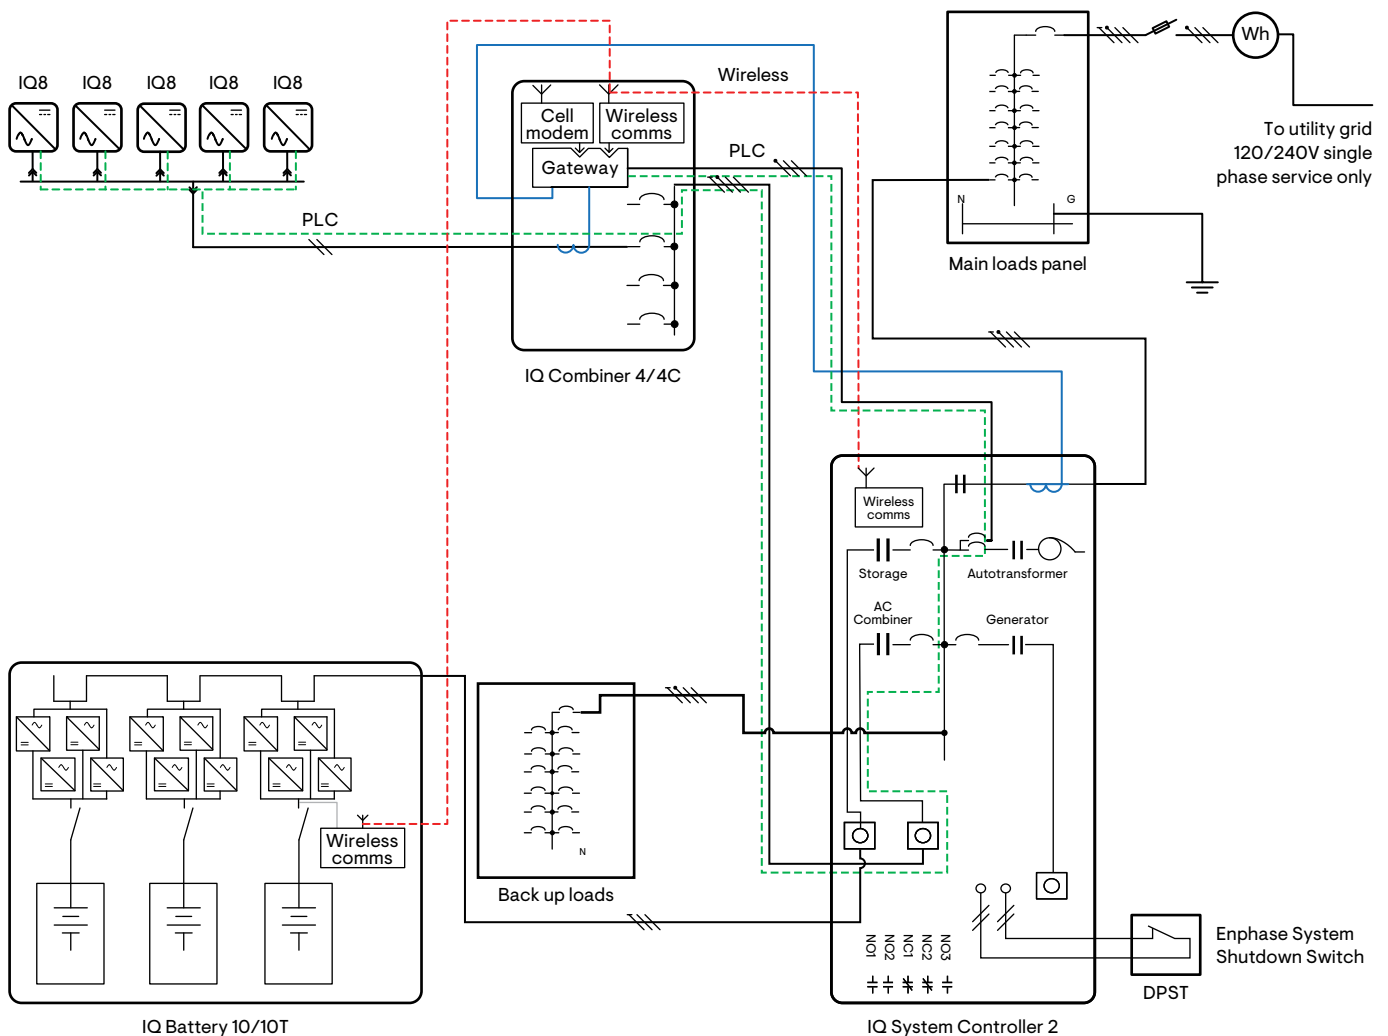 IQ8 IQ8 IQ8 IQ8 IQ8
Wireless
Cell
modem
Wireless
comms
Gateway
PLC
PLC
IQ Combiner 4/4C
Wh
To utility grid
120/240V single
phase service only
N
G
Main loads panel
Wireless
comms
Storage
Autotransformer
AC
Combiner
Generator
Wireless
comms
IQ Battery 10/10T
N
Back up loads
NO1
NO2
NC1
NC2
NO3
IQ System Controller 2
Enphase System
Shutdown Switch
DPST